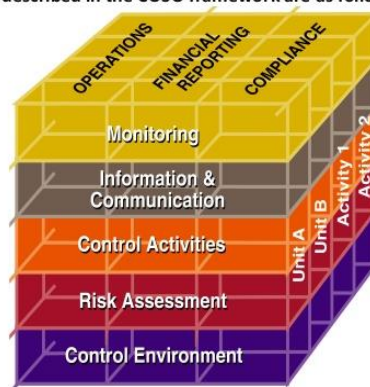 described in the COSO framework are as
OPERATIONS
FINANCIAL
REPORTING
COMPLIANCE
Monitoring
Information &
Communication
Control Activities
Risk Assessment
Control Environment
Unit A
Unit B
Activity 1
Activity 2